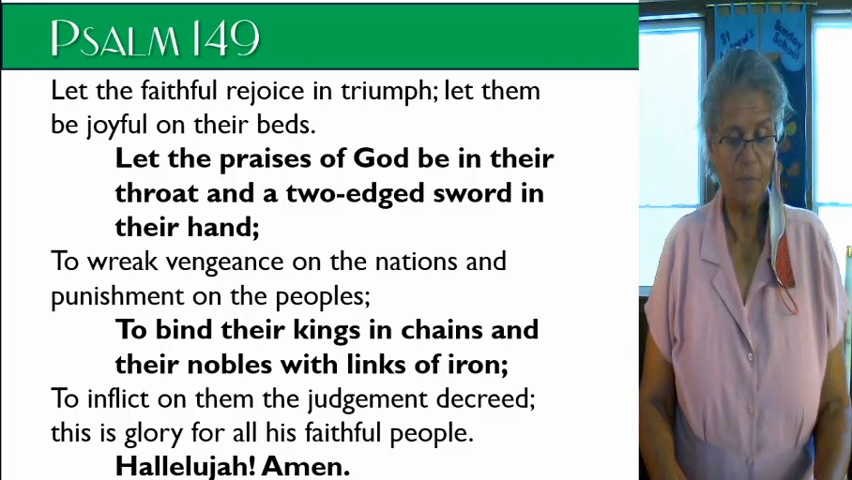 PSALM 149
Let the faithful rejoice in triumph; let them
be joyful on their beds.
Let the praises of God be in their
throat and a two-edged sword in
their hand;
To wreak vengeance on the nations and
punishment on the peoples;
To bind their kings in chains and
their nobles with links of iron;
To inflict on them the judgement decreed;
this is glory for all his faithful people.
Hallelujah! Amen.
St
Sunday
School